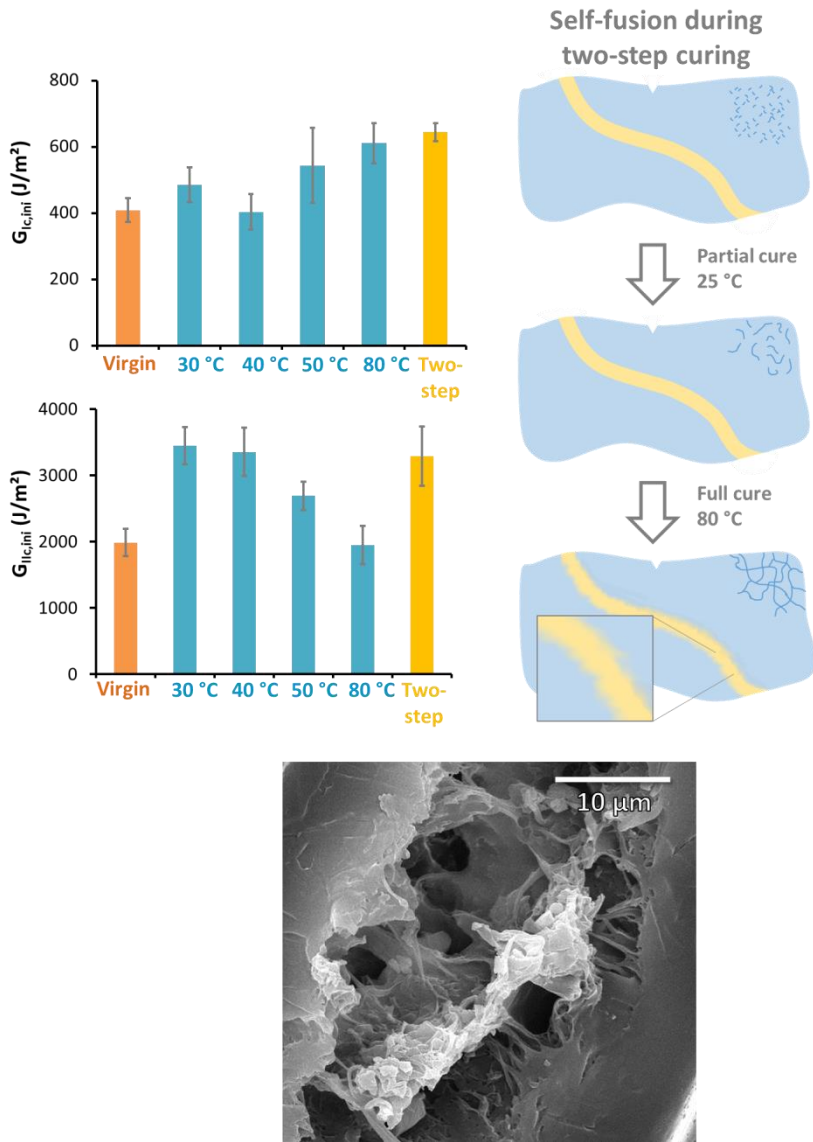 Self-fusion during
two-step curing
800
600
400
200
0
G_Ic,ini (J/m²)
Virgin
30 °C
40 °C
50 °C
80 °C
Two-
step
4000
3000
2000
1000
0
G_IIc,ini (J/m²)
Virgin
30 °C
40 °C
50 °C
80 °C
Two-
step
Partial cure
25 °C
Full cure
80 °C
10 μm